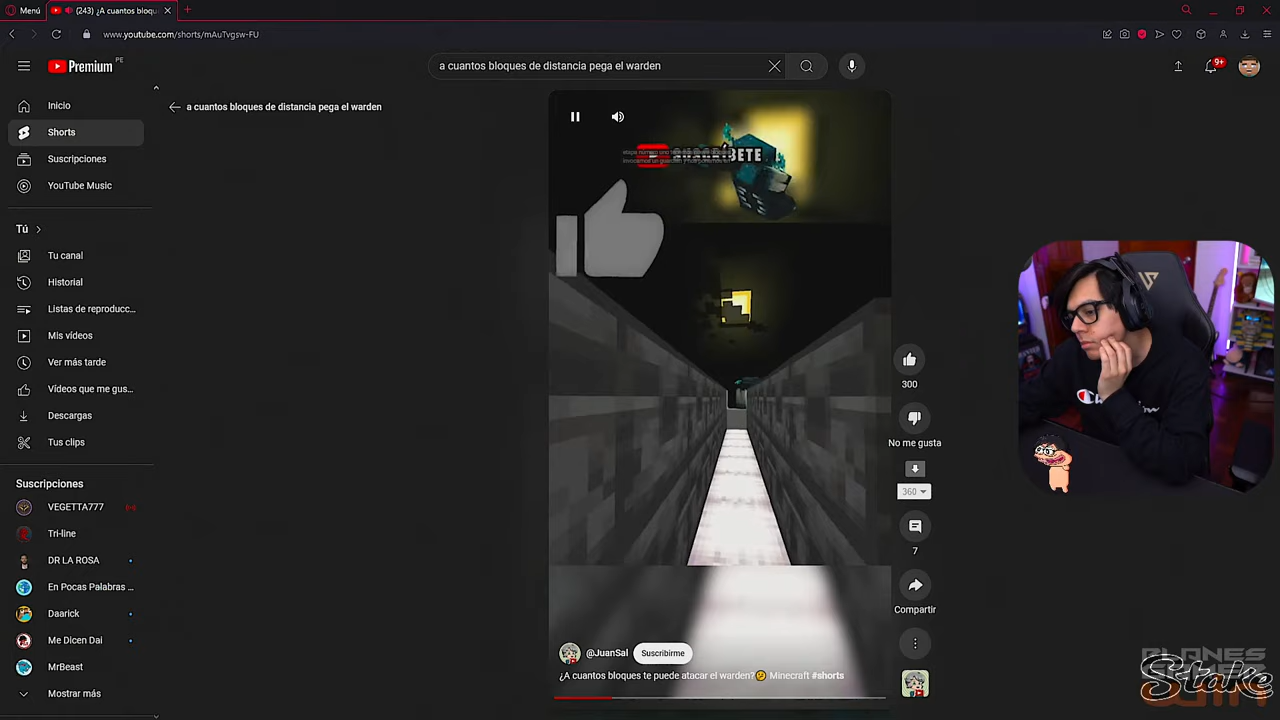 Menú
(243) ¿A cuantos bloqu
www.youtube.com/shorts/mAuTvgsw-FU
Premium PE
a cuantos bloques de distancia pega el warden
9+
Inicio
Shorts
Suscripciones
YouTube Music
Tú
Tu canal
Historial
Listas de reproducc...
Mis vídeos
Ver más tarde
Vídeos que me gus...
Descargas
Tus clips
Suscripciones
VEGETTA777
Tri-line
DR LA ROSA
En Pocas Palabras ...
Daarick
Me Dicen Dai
MrBeast
Mostrar más
a cuantos bloques de distancia pega el warden
300
No me gusta
360
7
Compartir
@JuanSal
Suscribirme
¿A cuantos bloques te puede atacar el warden? Minecraft #shorts
Stake